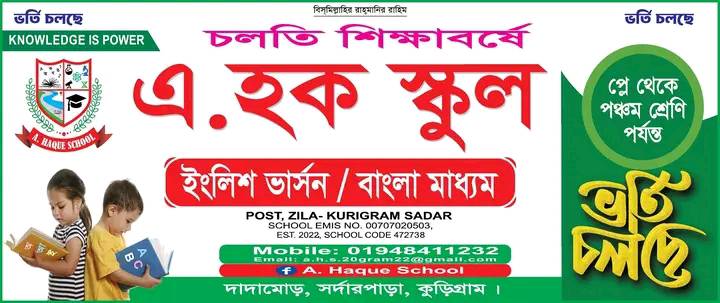 বিস্‌মিল্লাহির রাহ্‌মানির রাহিম
ভর্তি চলছে
ভর্তি চলছে
KNOWLEDGE IS POWER
A. HAQUE SCHOOL
চলতি শিক্ষাবর্ষে
এ.হক স্কুল
ইংলিশ ভার্সন / বাংলা মাধ্যম
POST, ZILA- KURIGRAM SADAR
SCHOOL EMIS NO. 00707020503,
EST. 2022, SCHOOL CODE 472738
Mobile: 01948411232
Email: a.h.s.20gram22@gmail.com
f A. Haque School
দাদামোড়, সর্দারপাড়া, কুড়িগ্রাম ।
প্লে থেকে
পঞ্চম শ্রেণি
পর্যন্ত
ভর্তি
চলছে
A B C